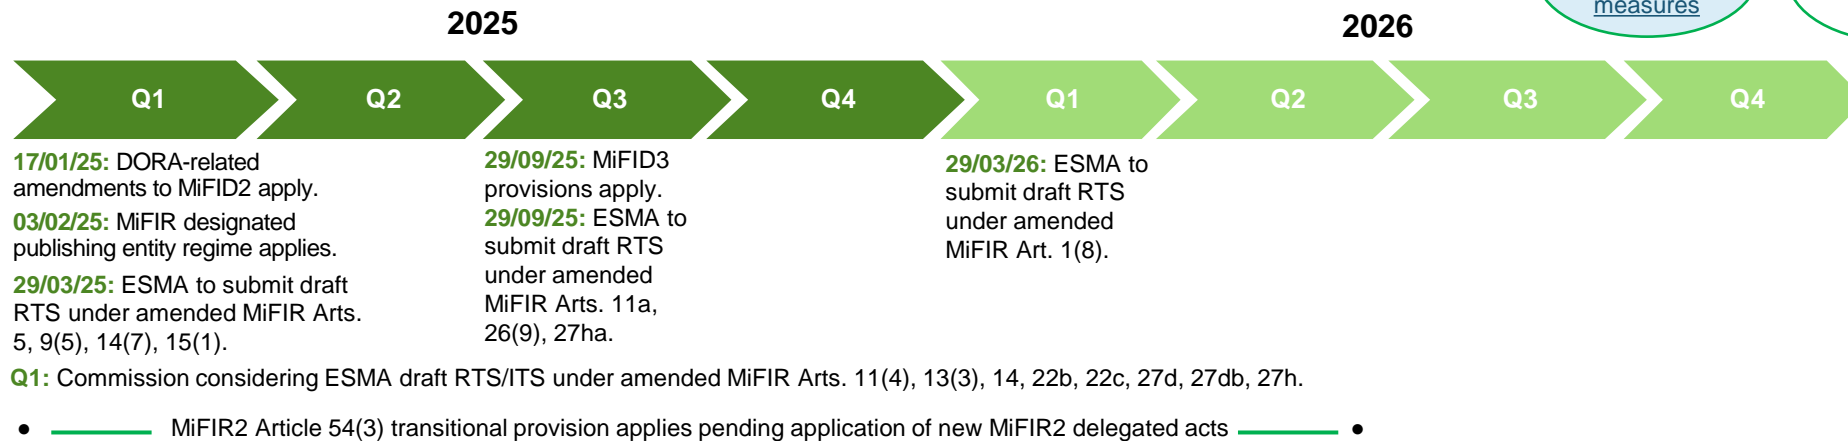 measures
2025
2026
Q1
Q2
Q3
Q4
Q1
Q2
Q3
Q4
17/01/25: DORA-related
amendments to MiFID2 apply.
03/02/25: MiFIR designated
publishing entity regime applies.
29/03/25: ESMA to submit draft
RTS under amended MiFIR Arts.
5, 9(5), 14(7), 15(1).
29/09/25: MiFID3
provisions apply.
29/09/25: ESMA to
submit draft RTS
under amended
MiFIR Arts. 11a,
26(9), 27ha.
29/03/26: ESMA to
submit draft RTS
under amended
MiFIR Art. 1(8).
Q1: Commission considering ESMA draft RTS/ITS under amended MiFIR Arts. 11(4), 13(3), 14, 22b, 22c, 27d, 27db, 27h.
● MiFIR2 Article 54(3) transitional provision applies pending application of new MiFIR2 delegated acts ●